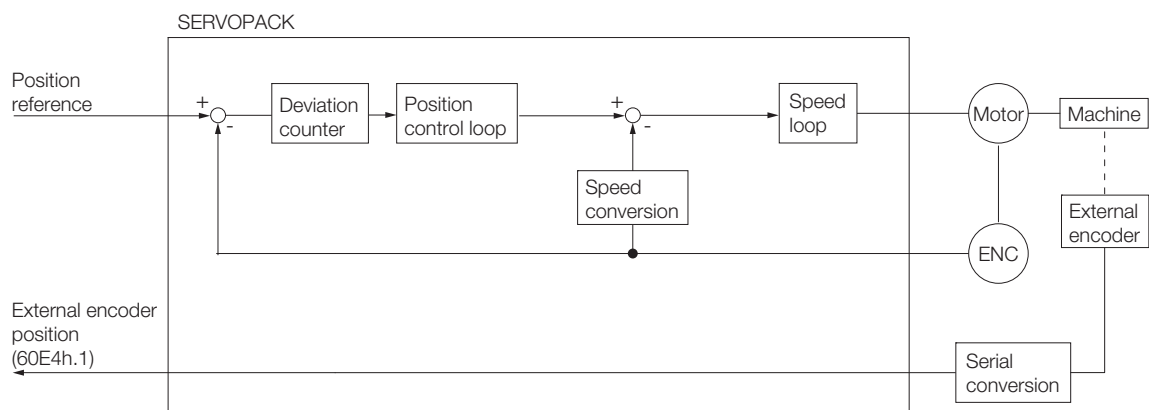 SERVOPACK
Position
reference
+
-
Deviation
counter
Position
control loop
+
-
Speed
loop
Motor
Machine
Speed
conversion
External
encoder
ENC
External encoder
position
(60E4h.1)
Serial
conversion